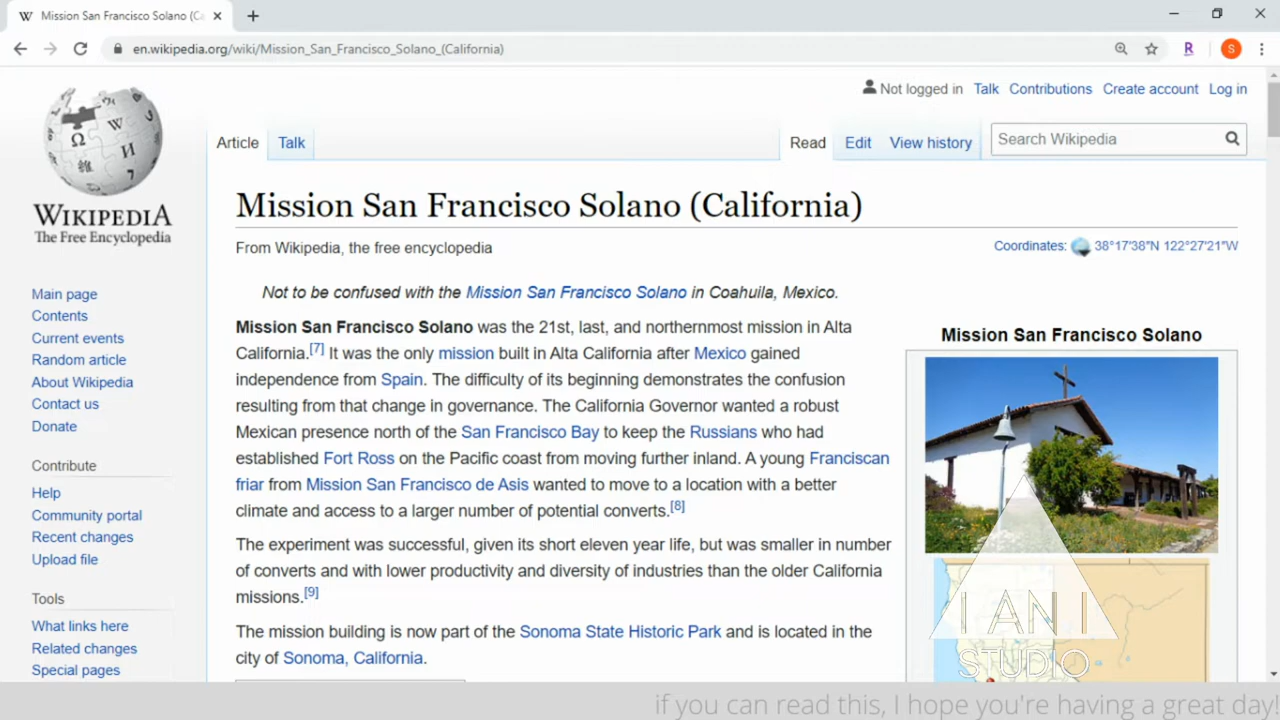 Mission San Francisco Solano (Ca
en.wikipedia.org/wiki/Mission_San_Francisco_Solano_(California)
R
S
Not logged in Talk Contributions Create account Log in
Article Talk Read Edit View history Search Wikipedia
WIKIPEDIA
The Free Encyclopedia
Main page
Contents
Current events
Random article
About Wikipedia
Contact us
Donate
Contribute
Help
Community portal
Recent changes
Upload file
Tools
What links here
Related changes
Special pages
Mission San Francisco Solano (California)
From Wikipedia, the free encyclopedia
Coordinates: 38°17′38″N 122°27′21″W
Not to be confused with the Mission San Francisco Solano in Coahuila, Mexico.
Mission San Francisco Solano was the 21st, last, and northernmost mission in Alta
California.[7] It was the only mission built in Alta California after Mexico gained
independence from Spain. The difficulty of its beginning demonstrates the confusion
resulting from that change in governance. The California Governor wanted a robust
Mexican presence north of the San Francisco Bay to keep the Russians who had
established Fort Ross on the Pacific coast from moving further inland. A young Franciscan
friar from Mission San Francisco de Asis wanted to move to a location with a better
climate and access to a larger number of potential converts.[8]
The experiment was successful, given its short eleven year life, but was smaller in number
of converts and with lower productivity and diversity of industries than the older California
missions.[9]
The mission building is now part of the Sonoma State Historic Park and is located in the
city of Sonoma, California.
Mission San Francisco Solano
I AN I
STUDIO
if you can read this, I hope you're having a great day!